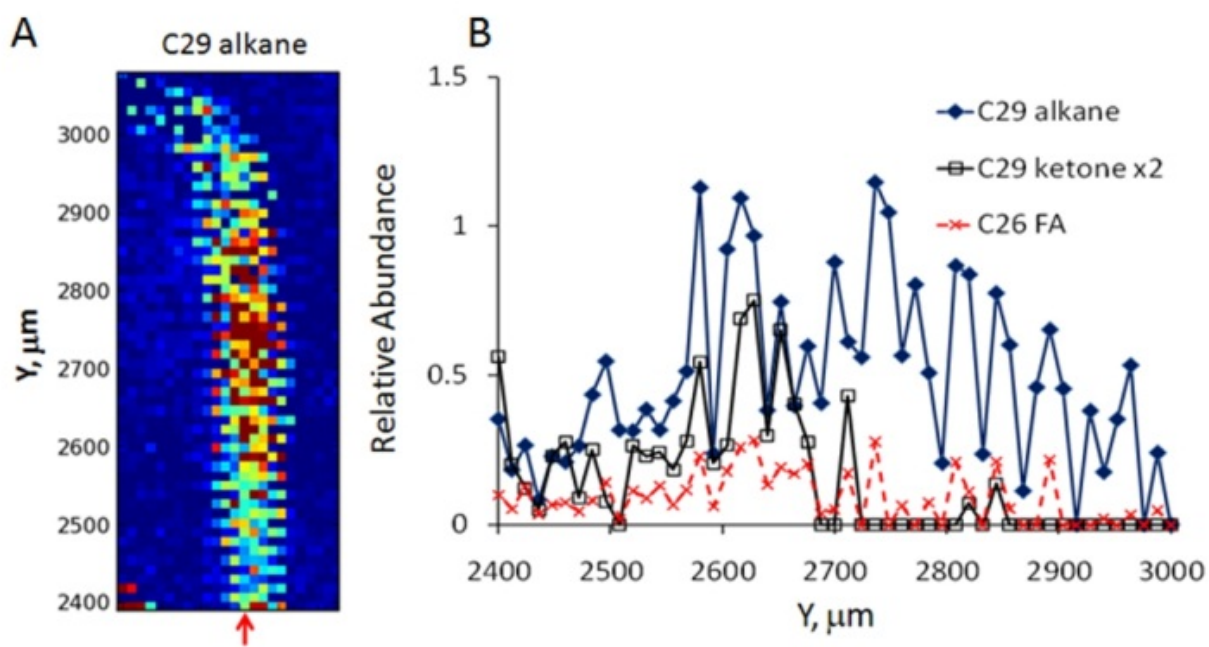 A
C29 alkane
Y, μm
3000
2900
2800
2700
2600
2500
2400
B
Relative Abundance
1.5
1
0.5
0
C29 alkane
C29 ketone x2
C26 FA
2400 2500 2600 2700 2800 2900 3000
Y, μm